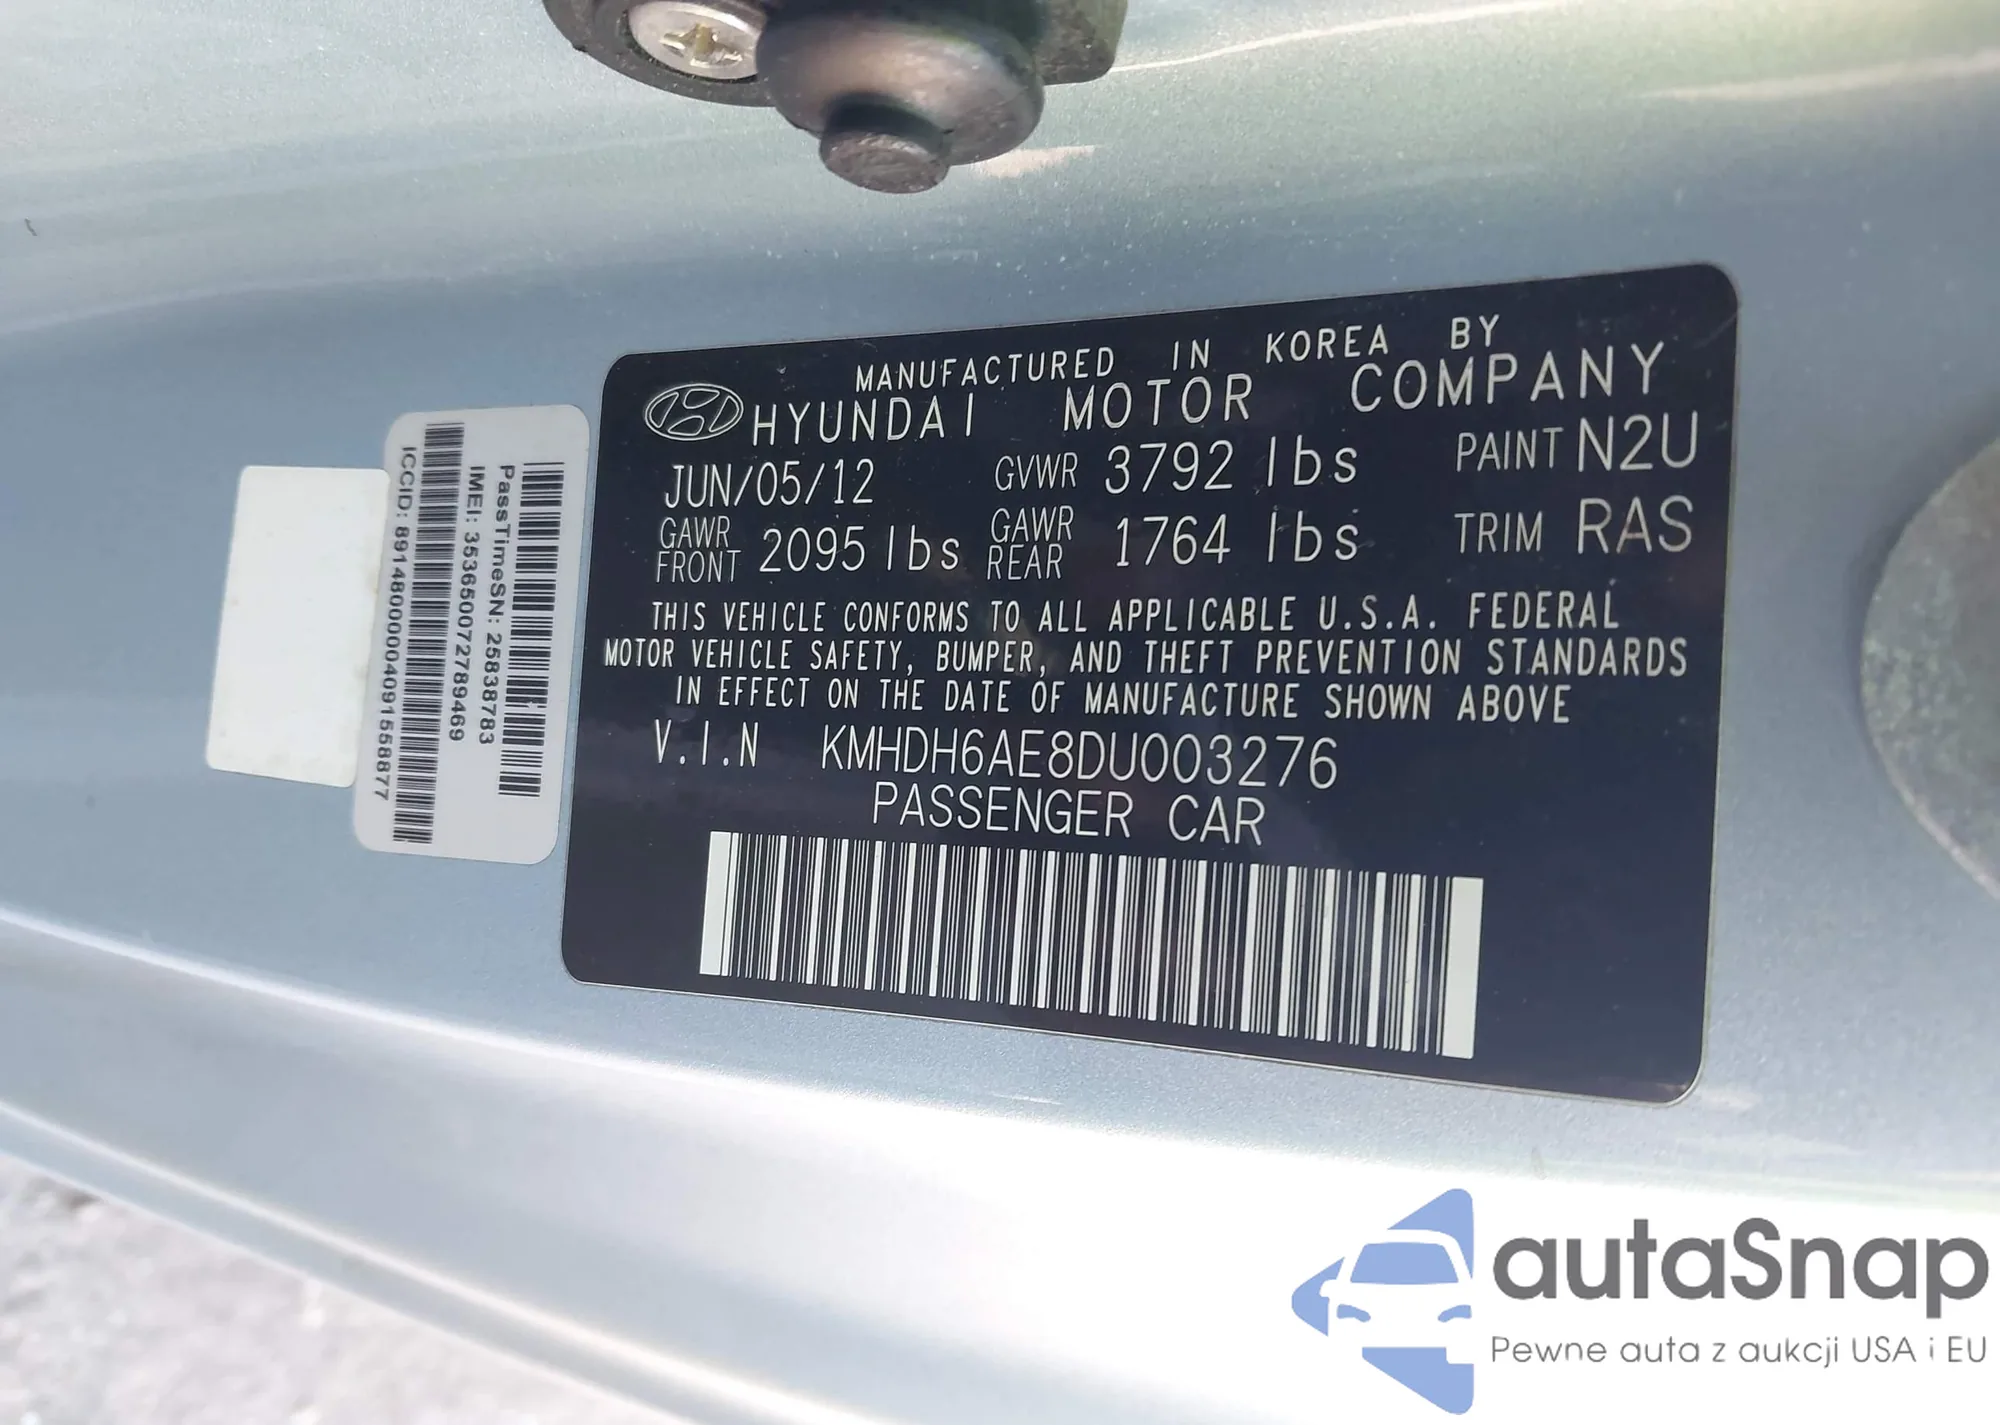 MANUFACTURED IN KOREA BY
HYUNDAI MOTOR COMPANY
JUN/05/12 GVWR 3792 lbs PAINT N2U
GAWR FRONT 2095 lbs GAWR REAR 1764 lbs TRIM RAS
THIS VEHICLE CONFORMS TO ALL APPLICABLE U.S.A. FEDERAL
MOTOR VEHICLE SAFETY, BUMPER, AND THEFT PREVENTION STANDARDS
IN EFFECT ON THE DATE OF MANUFACTURE SHOWN ABOVE
V.I.N KMHDH6AE8DU003276
PASSENGER CAR
PassTimeSN: 25838783
IMEI: 353650072789469
ICCID: 89148000004091558877
autaSnap
Pewne auta z aukcji USA i EU